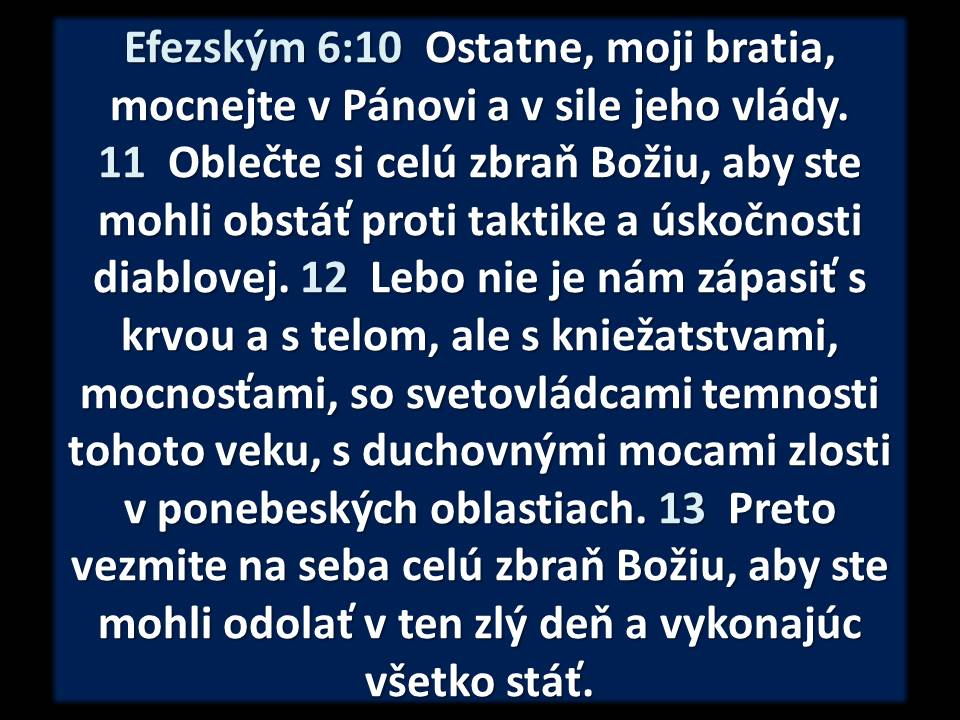 Efezským 6:10  Ostatne, moji bratia,
mocnejte v Pánovi a v sile jeho vlády.
11  Oblečte si celú zbraň Božiu, aby ste
mohli obstáť proti taktike a úskočnosti
diablovej. 12  Lebo nie je nám zápasiť s
krvou a s telom, ale s kniežatstvami,
mocnosťami, so svetovládcami temnosti
tohoto veku, s duchovnými mocami zlosti
v ponebeských oblastiach. 13  Preto
vezmite na seba celú zbraň Božiu, aby ste
mohli odolať v ten zlý deň a vykonajúc
všetko stáť.